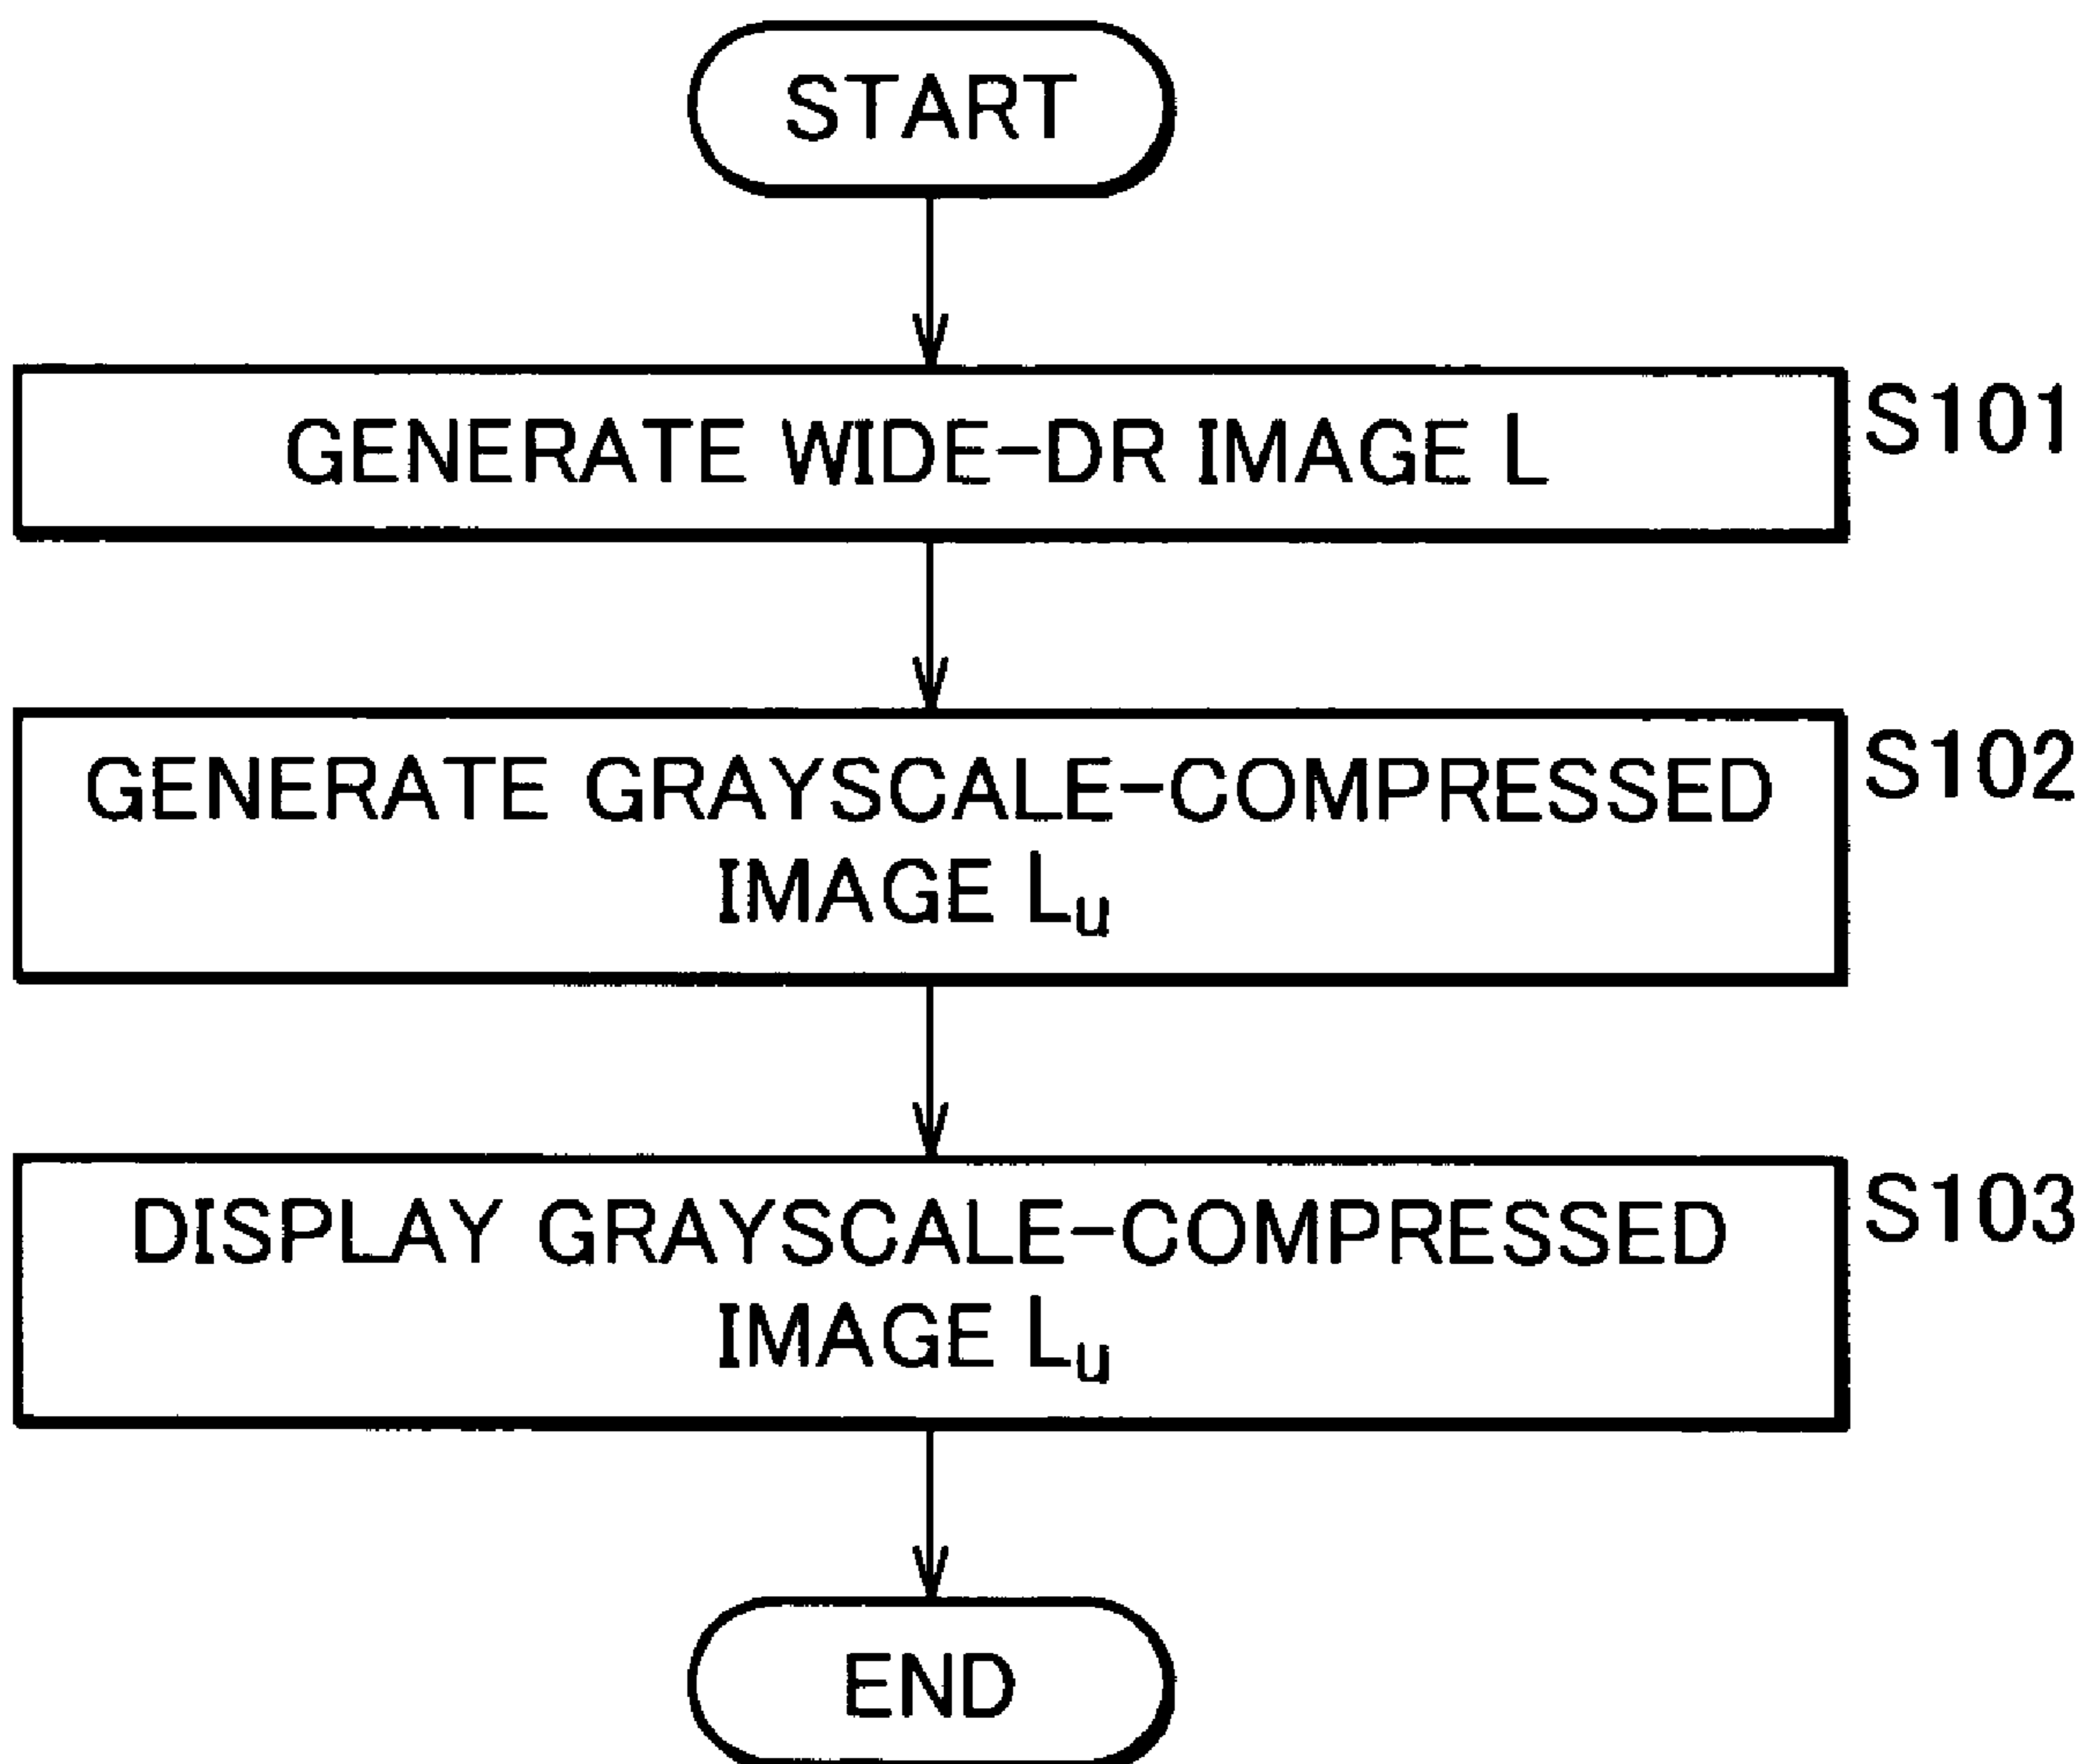 START
GENERATE WIDE-DR IMAGE L
S101
GENERATE GRAYSCALE-COMPRESSED
IMAGE Lu
S102
DISPLAY GRAYSCALE-COMPRESSED
IMAGE Lu
S103
END